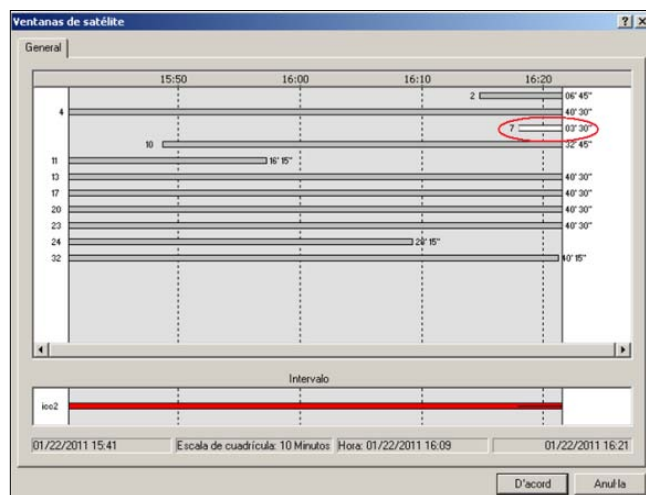 Ventanas de satélite
General
15:50 16:00 16:10 16:20
2 06' 45"
4 40' 30"
7 03' 30"
10 32' 45"
11 16' 15"
13 40' 30"
17 40' 30"
20 40' 30"
23 40' 30"
24 28' 15"
32 40' 15"
Intervalo
ico2
01/22/2011 15:41 Escala de cuadrícula: 10 Minutos Hora: 01/22/2011 16:09 01/22/2011 16:21
D'acord Anul·la